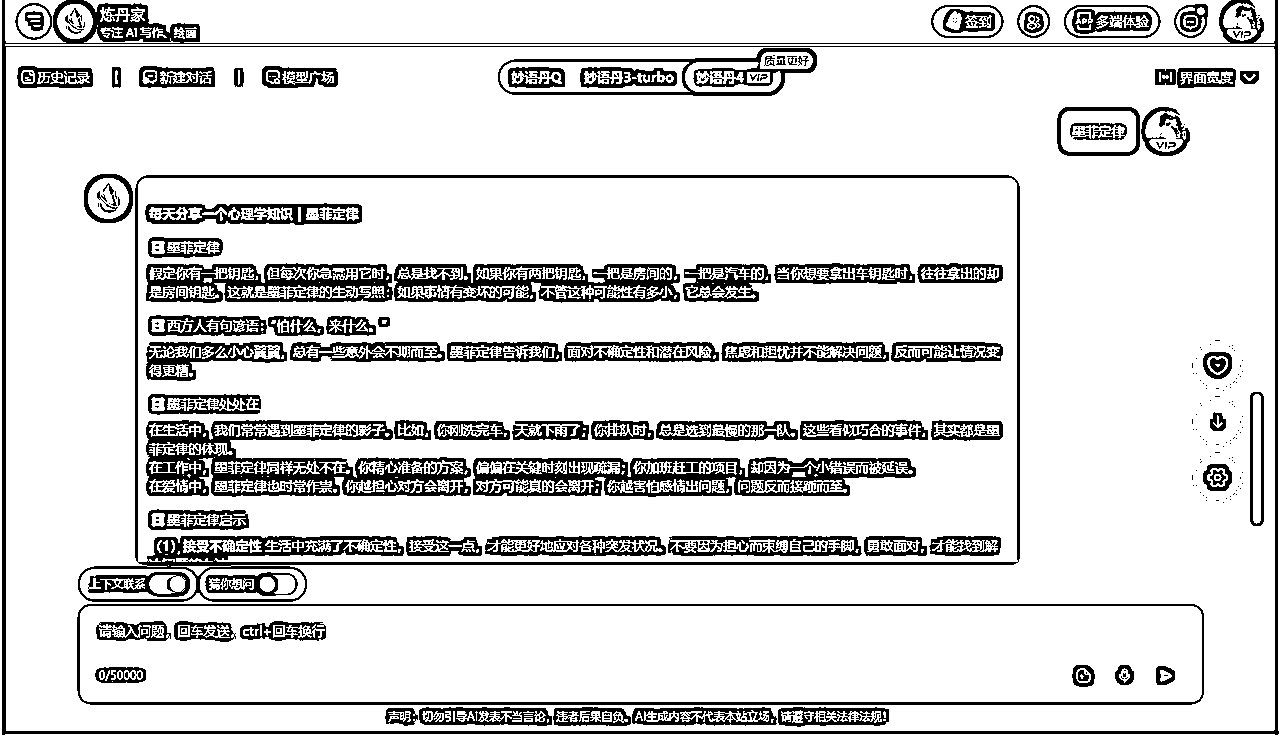 炼丹家
专注 AI 写作、绘画
签到
多端体验
VIP
历史记录 | 新建对话 | 模型广场
妙语丹Q 妙语丹3-turbo 妙语丹4 VIP
质量更好
界面宽度
墨菲定律
VIP
每天分享一个心理学知识 | 墨菲定律
墨菲定律
假定你有一把钥匙，但每次你急需用它时，总是找不到。如果你有两把钥匙，一把是房间的，一把是汽车的，当你想要拿出车钥匙时，往往拿出的却
是房间钥匙。这就是墨菲定律的生动写照：如果事情有变坏的可能，不管这种可能性有多小，它总会发生。
西方人有句谚语：“怕什么，来什么。”
无论我们多么小心翼翼，总有一些意外会不期而至。墨菲定律告诉我们，面对不确定性和潜在风险，焦虑和担忧并不能解决问题，反而可能让情况变
得更糟。
墨菲定律处处在
在生活中，我们常常遇到墨菲定律的影子。比如，你刚洗完车，天就下雨了；你排队时，总是选到最慢的那一队。这些看似巧合的事件，其实都是墨
菲定律的体现。
在工作中，墨菲定律同样无处不在。你精心准备的方案，偏偏在关键时刻出现疏漏；你加班赶工的项目，却因为一个小错误而被延误。
在爱情中，墨菲定律也时常作祟。你越担心对方会离开，对方可能真的会离开；你越害怕感情出问题，问题反而接踵而至。
墨菲定律启示
（1）接受不确定性 生活中充满了不确定性，接受这一点，才能更好地应对各种突发状况。不要因为担心而束缚自己的手脚，勇敢面对，才能找到解
上下文联系 猜你想问
请输入问题，回车发送，ctrl+回车换行
0/50000
声明：切勿引导AI发表不当言论，违者后果自负。AI生成内容不代表本站立场，请遵守相关法律法规！